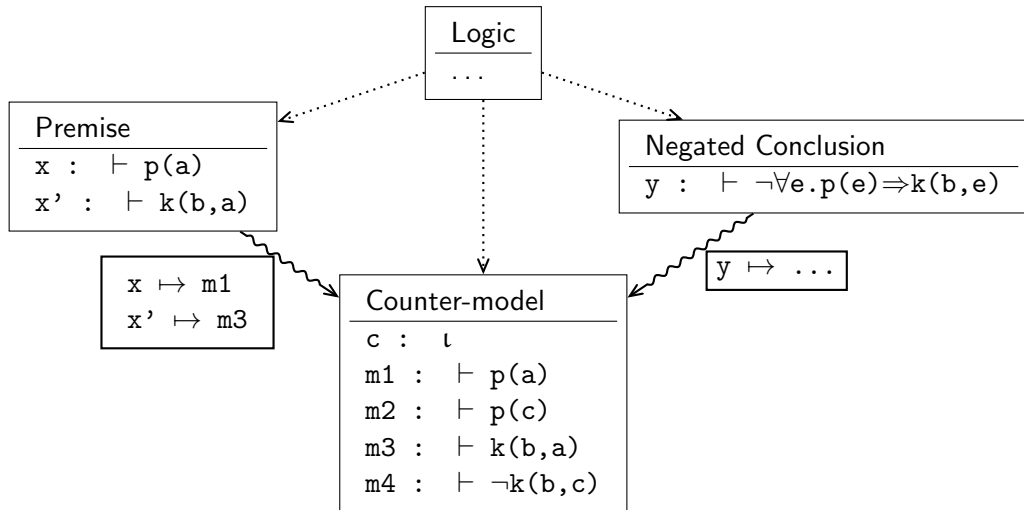 Logic
...
Premise
x : ⊢ p(a)
x' : ⊢ k(b,a)
Negated Conclusion
y : ⊢ ¬∀e.p(e)⇒k(b,e)
x ↦ m1
x' ↦ m3
y ↦ ...
Counter-model
c : ι
m1 : ⊢ p(a)
m2 : ⊢ p(c)
m3 : ⊢ k(b,a)
m4 : ⊢ ¬k(b,c)